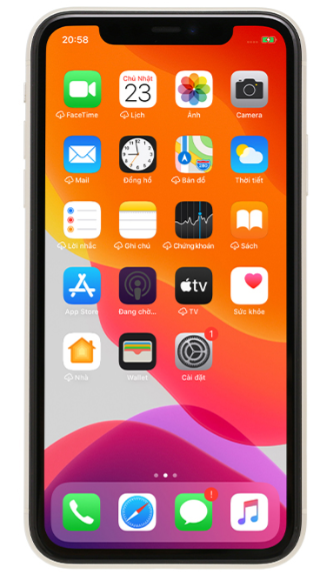 20:58
Chủ Nhật
23
FaceTime
Lịch
Ảnh
Camera
280
Mail
Đồng hồ
Bản đồ
Thời tiết
Lời nhắc
Ghi chú
Chứng khoán
Sách
tv
App Store
Đang chờ...
TV
Sức khỏe
1
Nhà
Wallet
Cài đặt
!